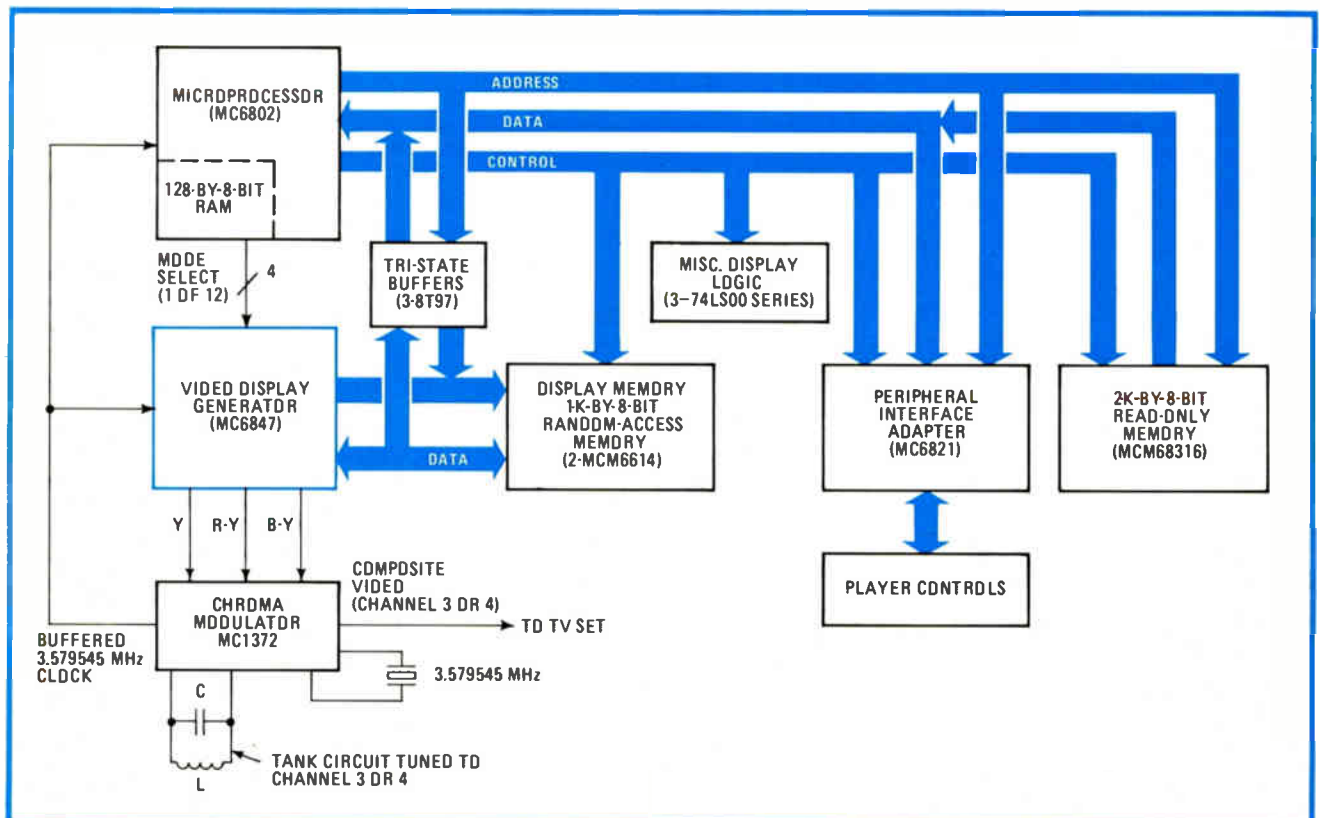 MICROPROCESSOR
(MC6802)
128-BY-8-BIT
RAM
ADDRESS
DATA
CONTROL
MODE
SELECT
(1 OF 12)
4
TRI-STATE
BUFFERS
(3-8T97)
MISC. DISPLAY
LOGIC
(3–74LS00 SERIES)
VIDEO DISPLAY
GENERATOR
(MC6847)
DATA
DISPLAY MEMORY
1-K-BY-8-BIT
RANDOM-ACCESS
MEMORY
(2-MCM6614)
PERIPHERAL
INTERFACE
ADAPTER
(MC6821)
2-K-BY-8-BIT
READ-ONLY
MEMORY
(MCM68316)
Y
R-Y
B-Y
CHROMA
MODULATOR
MC1372
COMPOSITE
VIDEO
(CHANNEL 3 OR 4)
TO TV SET
PLAYER CONTROLS
BUFFERED
3.579545 MHz
CLOCK
3.579545 MHz
C
L
TANK CIRCUIT TUNED TO
CHANNEL 3 OR 4